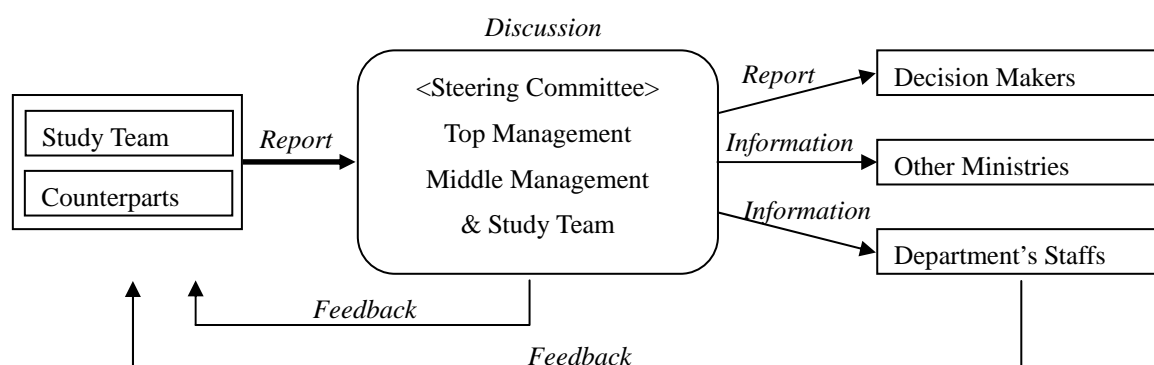 Discussion
Study Team
Counterparts
Report
<Steering Committee>
Top Management
Middle Management
& Study Team
Report
Information
Information
Decision Makers
Other Ministries
Department’s Staffs
Feedback
Feedback